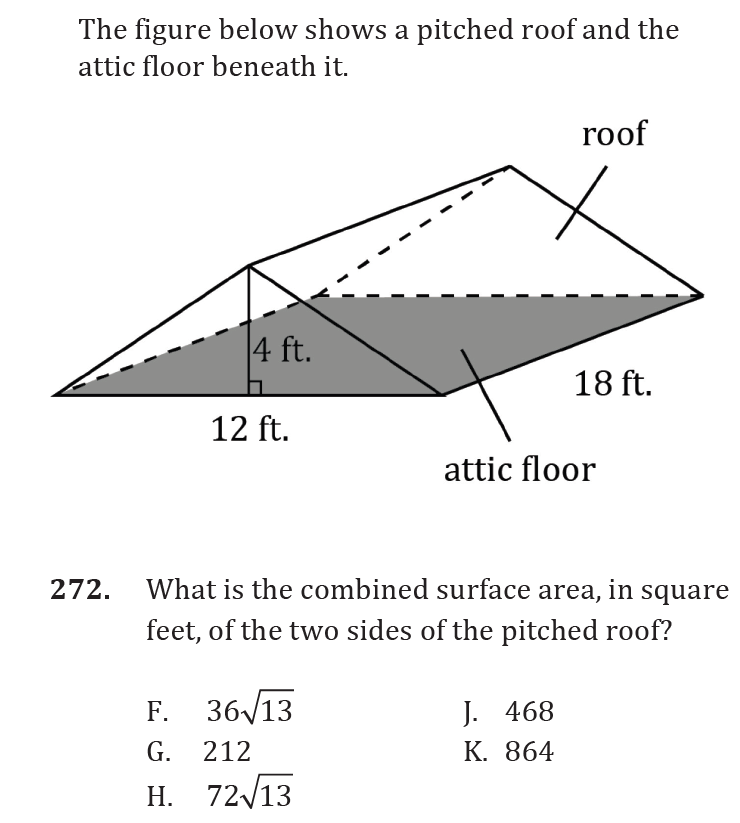 The figure below shows a pitched roof and the
attic floor beneath it.
roof
4 ft.
18 ft.
12 ft.
attic floor
272. What is the combined surface area, in square
feet, of the two sides of the pitched roof?
F. 36√13
J. 468
G. 212
K. 864
H. 72√13